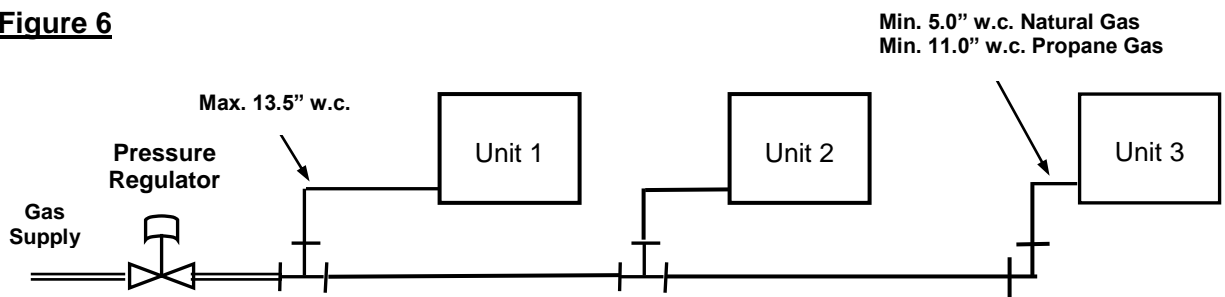 Figure 6
Min. 5.0” w.c. Natural Gas
Min. 11.0” w.c. Propane Gas
Max. 13.5” w.c.
Pressure
Regulator
Gas
Supply
Unit 1
Unit 2
Unit 3